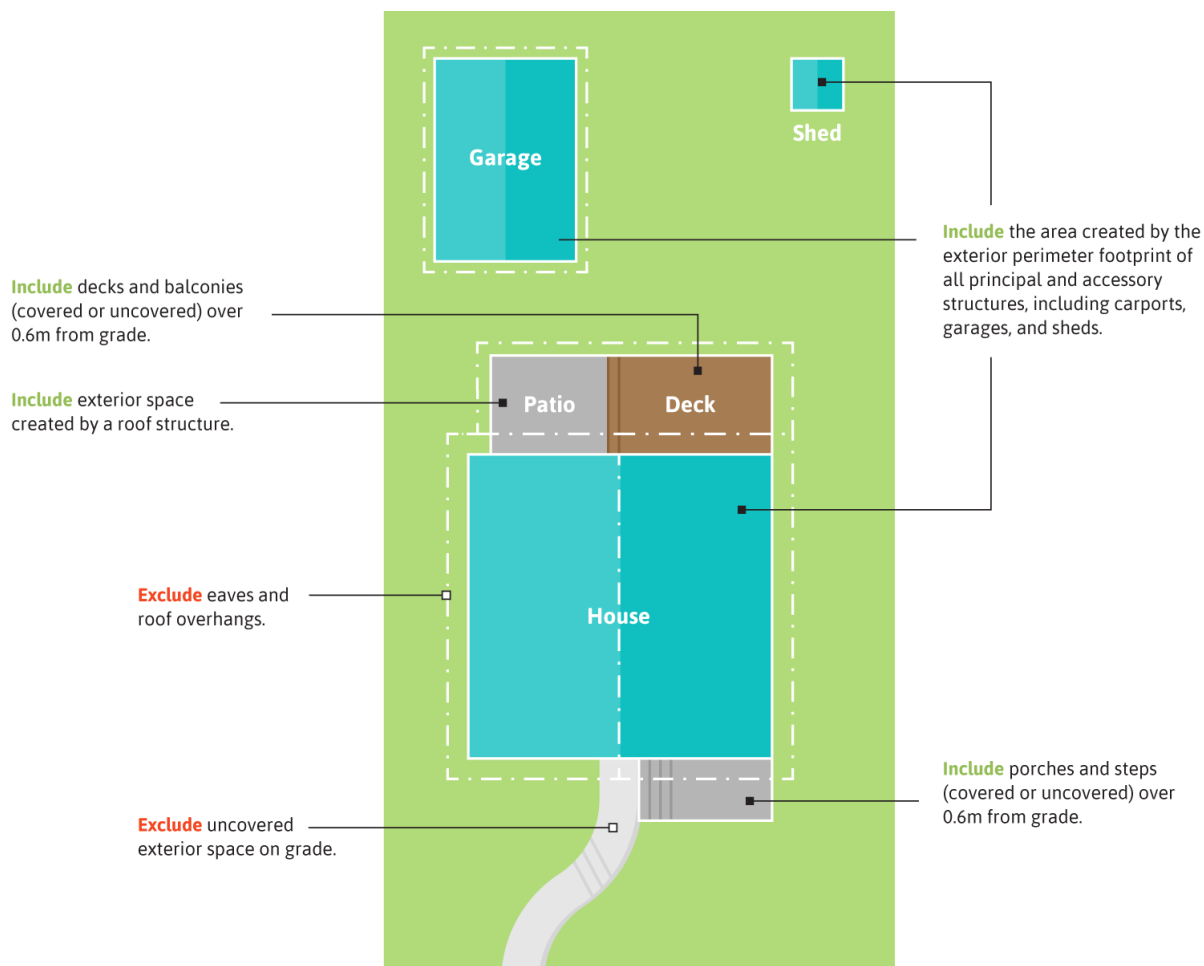 Garage
Shed
Include the area created by the
exterior perimeter footprint of
all principal and accessory
structures, including carports,
garages, and sheds.
Include decks and balconies
(covered or uncovered) over
0.6m from grade.
Include exterior space
created by a roof structure.
Patio
Deck
Exclude eaves and
roof overhangs.
House
Include porches and steps
(covered or uncovered) over
0.6m from grade.
Exclude uncovered
exterior space on grade.